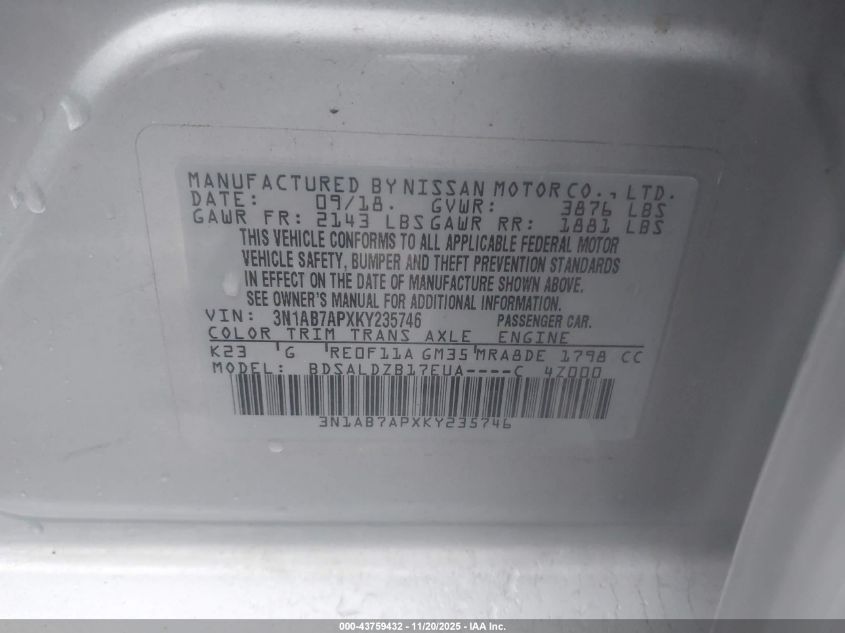 MANUFACTURED BY NISSAN MOTOR CO., LTD.
DATE: 09/18. GVWR: 3876 LBS
GAWR FR: 2143 LBS GAWR RR: 1881 LBS
THIS VEHICLE CONFORMS TO ALL APPLICABLE FEDERAL MOTOR
VEHICLE SAFETY, BUMPER AND THEFT PREVENTION STANDARDS
IN EFFECT ON THE DATE OF MANUFACTURE SHOWN ABOVE.
SEE OWNER'S MANUAL FOR ADDITIONAL INFORMATION.
VIN: 3N1AB7APXKY235746 PASSENGER CAR.
COLOR TRIM TRANS AXLE ENGINE
K23 G RE0F11A GM35 MRA8DE 1798 CC
MODEL: BDSALDZB17EUA----C 4Z000
3N1AB7APXKY235746
000-43759432 - 11/20/2025 - IAA Inc.